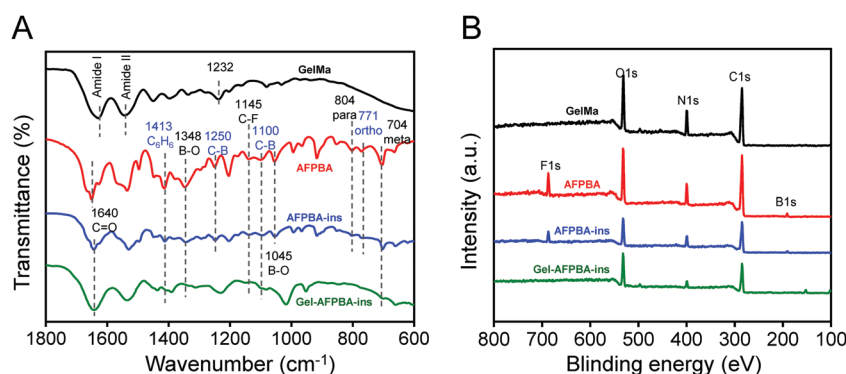 A
Transmittance (%)
Amide I
Amide II
1232
GelMa
1413
C6H6
1348
B-O
1250
C-B
1145
C-F
1100
C-B
804
para
771
ortho
704
meta
AFPBA
1640
C=O
AFPBA-ins
1045
B-O
Gel-AFPBA-ins
1800 1600 1400 1200 1000 800 600
Wavenumber (cm-1)
B
Intensity (a.u.)
O1s
N1s
C1s
GelMa
F1s
AFPBA
B1s
AFPBA-ins
Gel-AFPBA-ins
800 700 600 500 400 300 200 100
Blinding energy (eV)